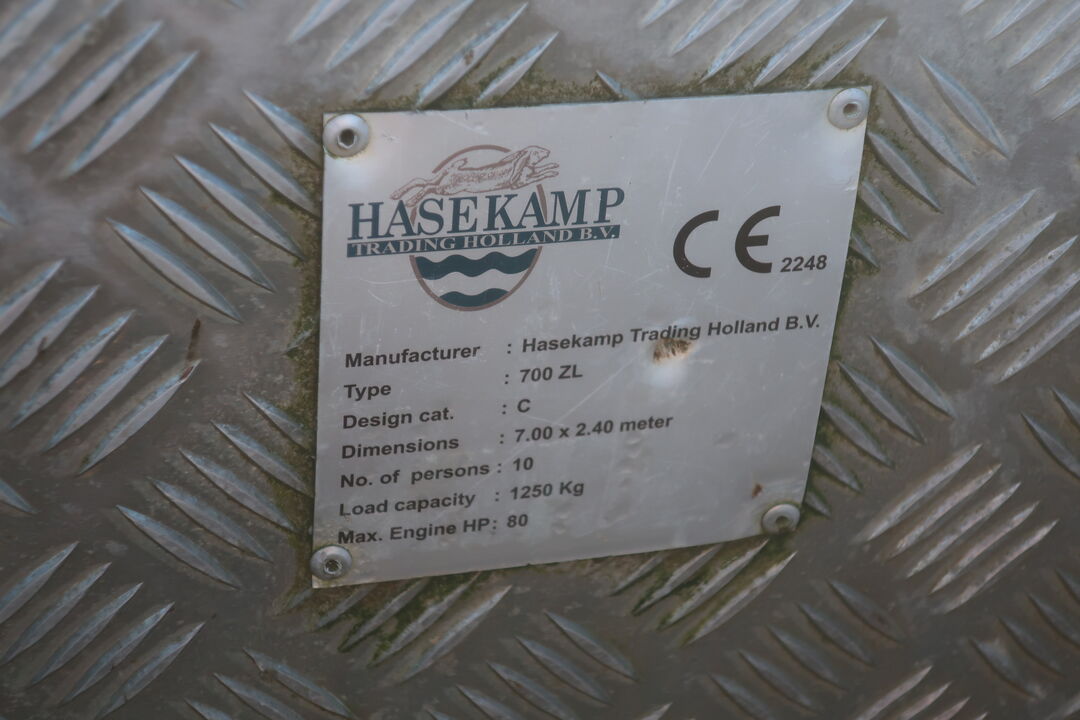 HASEKAMP
TRADING HOLLAND B.V.
CE 2248
Manufacturer : Hasekamp Trading Holland B.V.
Type : 700 ZL
Design cat. : C
Dimensions : 7.00 x 2.40 meter
No. of persons : 10
Load capacity : 1250 Kg
Max. Engine HP: 80